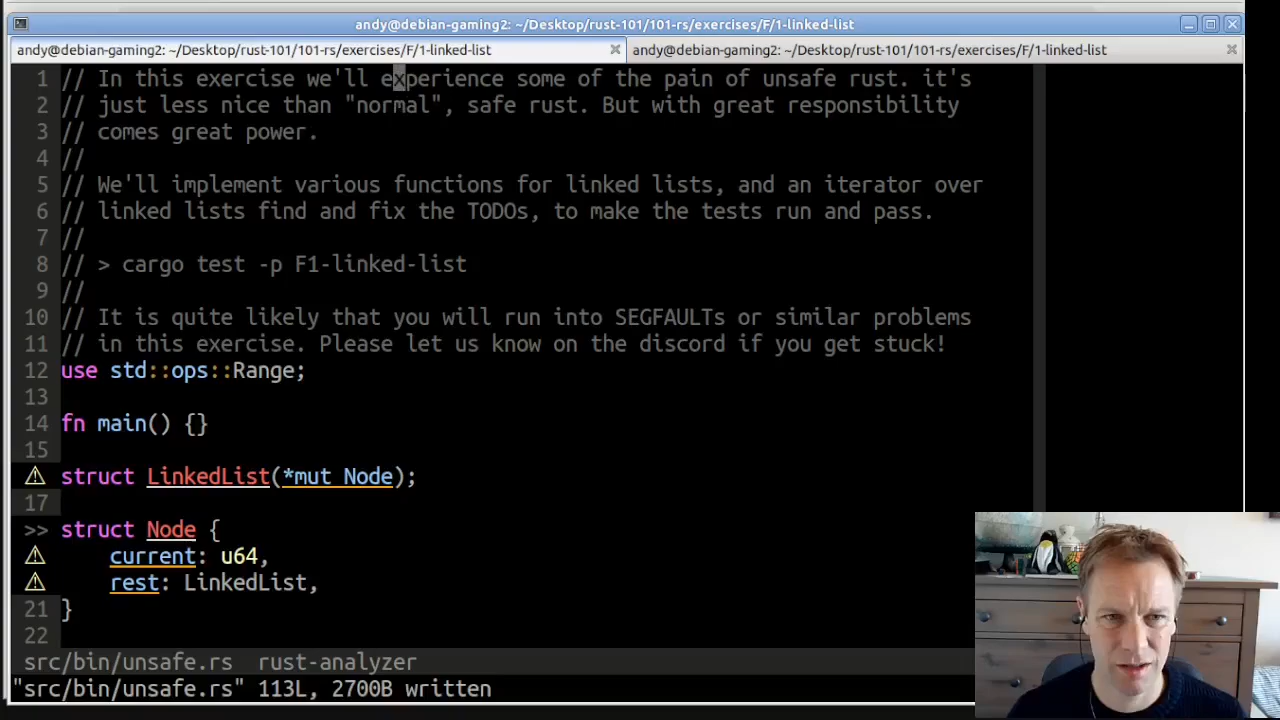 andy@debian-gaming2: ~/Desktop/rust-101/101-rs/exercises/F/1-linked-list
andy@debian-gaming2: ~/Desktop/rust-101/101-rs/exercises/F/1-linked-list
andy@debian-gaming2: ~/Desktop/rust-101/101-rs/exercises/F/1-linked-list
1 // In this exercise we'll experience some of the pain of unsafe rust. it's
2 // just less nice than "normal", safe rust. But with great responsibility
3 // comes great power.
4 //
5 // We'll implement various functions for linked lists, and an iterator over
6 // linked lists find and fix the TODOs, to make the tests run and pass.
7 //
8 // > cargo test -p F1-linked-list
9 //
10 // It is quite likely that you will run into SEGFAULTs or similar problems
11 // in this exercise. Please let us know on the discord if you get stuck!
12 use std::ops::Range;
13
14 fn main() {}
15
⚠ struct LinkedList(*mut Node);
17
>> struct Node {
⚠ current: u64,
⚠ rest: LinkedList,
21 }
22
src/bin/unsafe.rs rust-analyzer
"src/bin/unsafe.rs" 113L, 2700B written